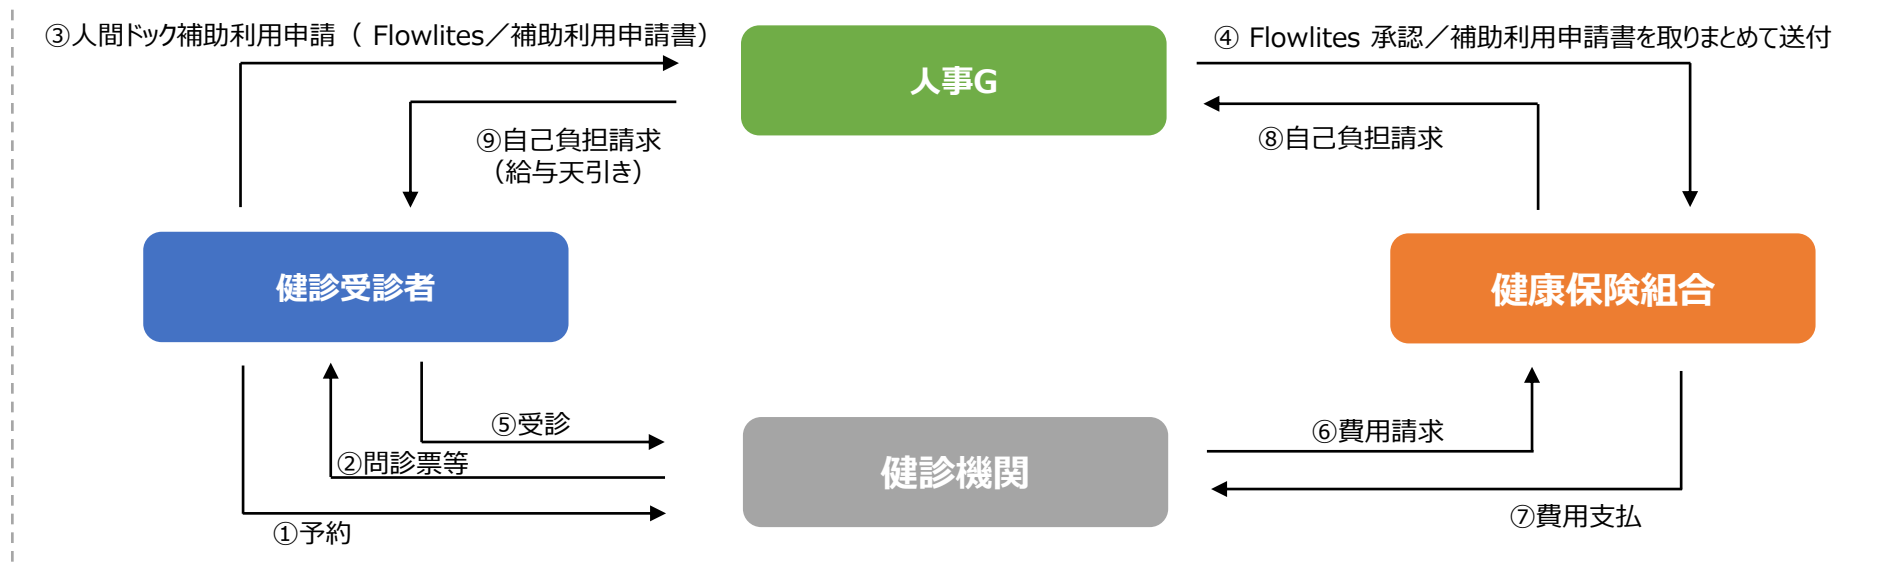 ③人間ドック補助利用申請（ Flowlites／補助利用申請書）
人事G
④ Flowlites 承認／補助利用申請書を取りまとめて送付
⑨自己負担請求
（給与天引き）
⑧自己負担請求
健診受診者
健康保険組合
⑤受診
②問診票等
①予約
健診機関
⑥費用請求
⑦費用支払